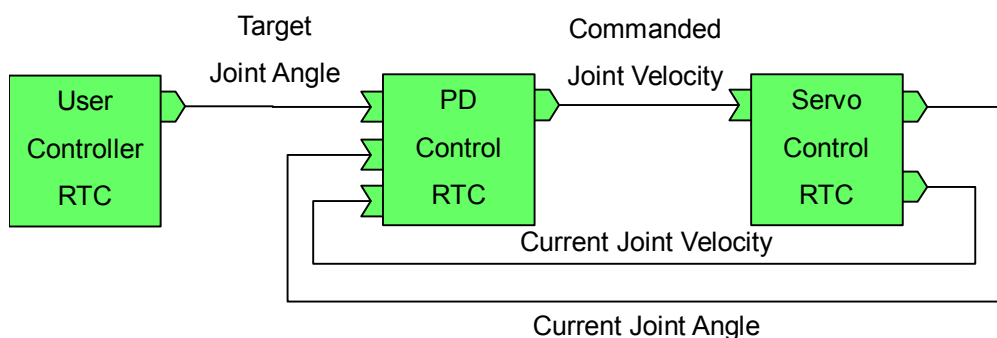 Target
Joint Angle
Commanded
Joint Velocity
User
Controller
RTC
PD
Control
RTC
Servo
Control
RTC
Current Joint Velocity
Current Joint Angle